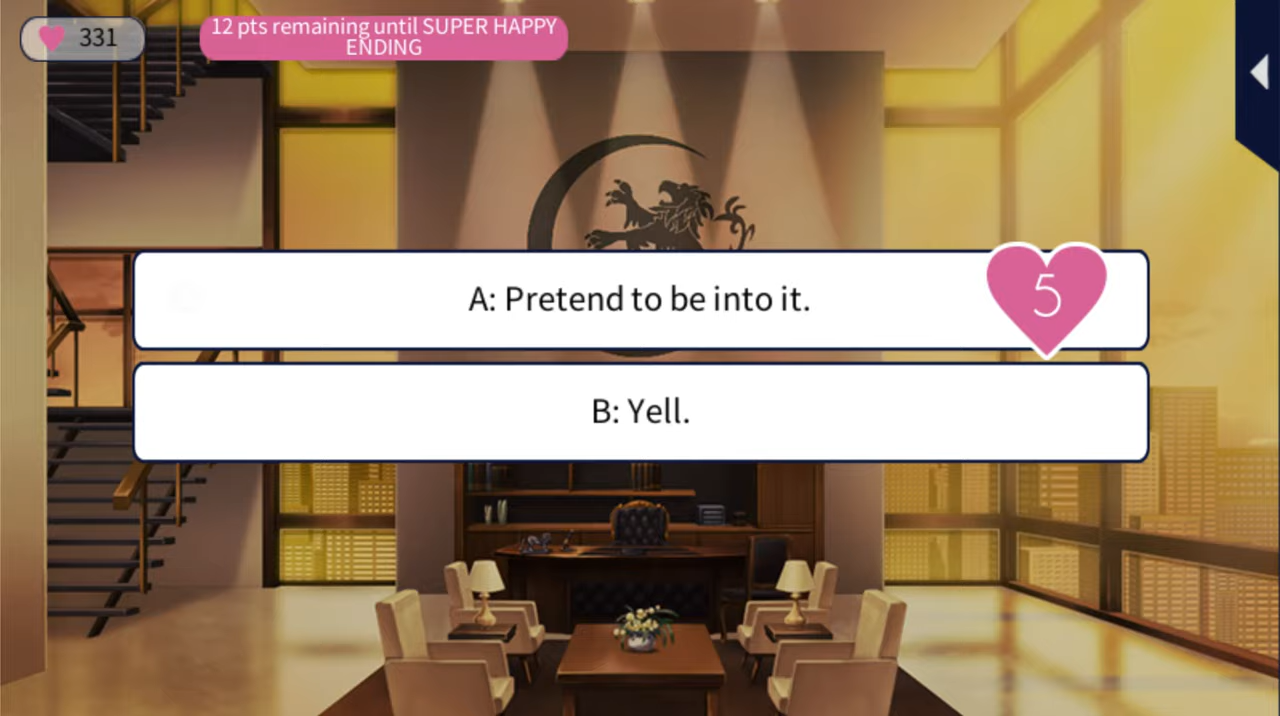 331
12 pts remaining until SUPER HAPPY
ENDING
A: Pretend to be into it.
5
B: Yell.